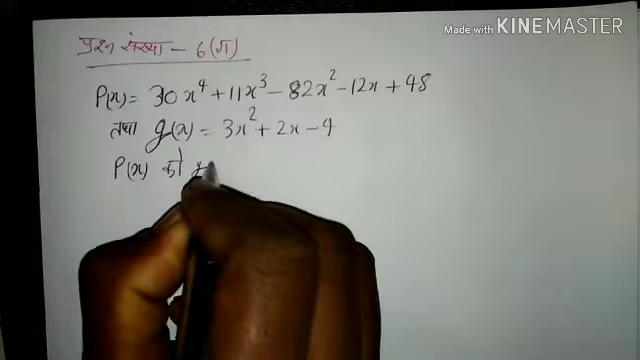 Made with KINEMASTER
प्रश्न संख्या - 6(ग)
P(x) = 30x⁴ + 11x³ - 82x² - 12x + 48
तथा g(x) = 3x² + 2x - 4
P(x) को